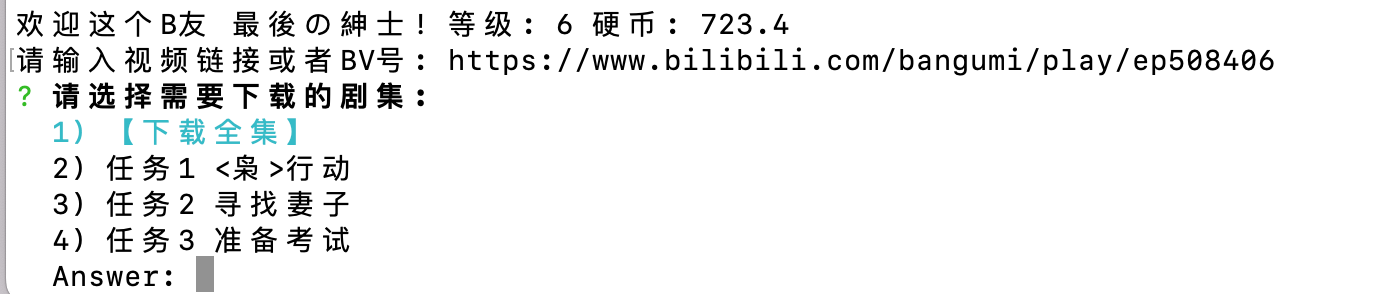 欢迎这个B友 最後の紳士! 等级: 6 硬币: 723.4
请输入视频链接或者BV号: https://www.bilibili.com/bangumi/play/ep508406
? 请选择需要下载的剧集:
1) 【下载全集】
2) 任务1 <枭>行动
3) 任务2 寻找妻子
4) 任务3 准备考试
Answer: